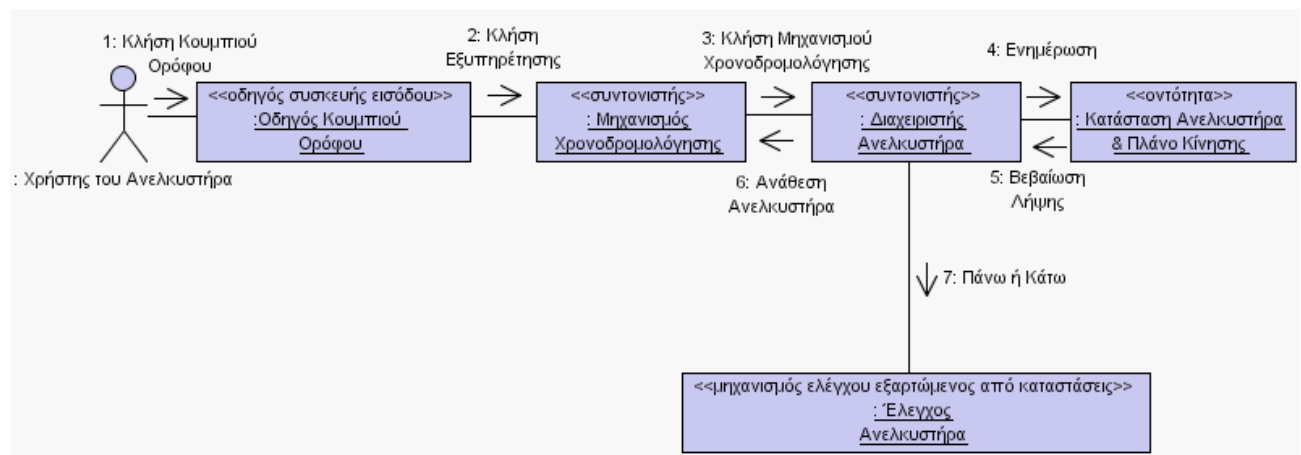 1: Κλήση Κουμπιού
Ορόφου
2: Κλήση
Εξυπηρέτησης
3: Κλήση Μηχανισμού
Χρονοδρομολόγησης
4: Ενημέρωση
<<οδηγός συσκευής εισόδου>>
:Οδηγός Κουμπιού
Ορόφου
<<συντονιστής>>
: Μηχανισμός
Χρονοδρομολόγησης
<<συντονιστής>>
: Διαχειριστής
Ανελκυστήρα
<<οντότητα>>
: Κατάσταση Ανελκυστήρα
& Πλάνο Κίνησης
: Χρήστης του Ανελκυστήρα
6: Ανάθεση
Ανελκυστήρα
5: Βεβαίωση
Λήψης
7: Πάνω ή Κάτω
<<μηχανισμός ελέγχου εξαρτώμενος από καταστάσεις>>
: Έλεγχος
Ανελκυστήρα